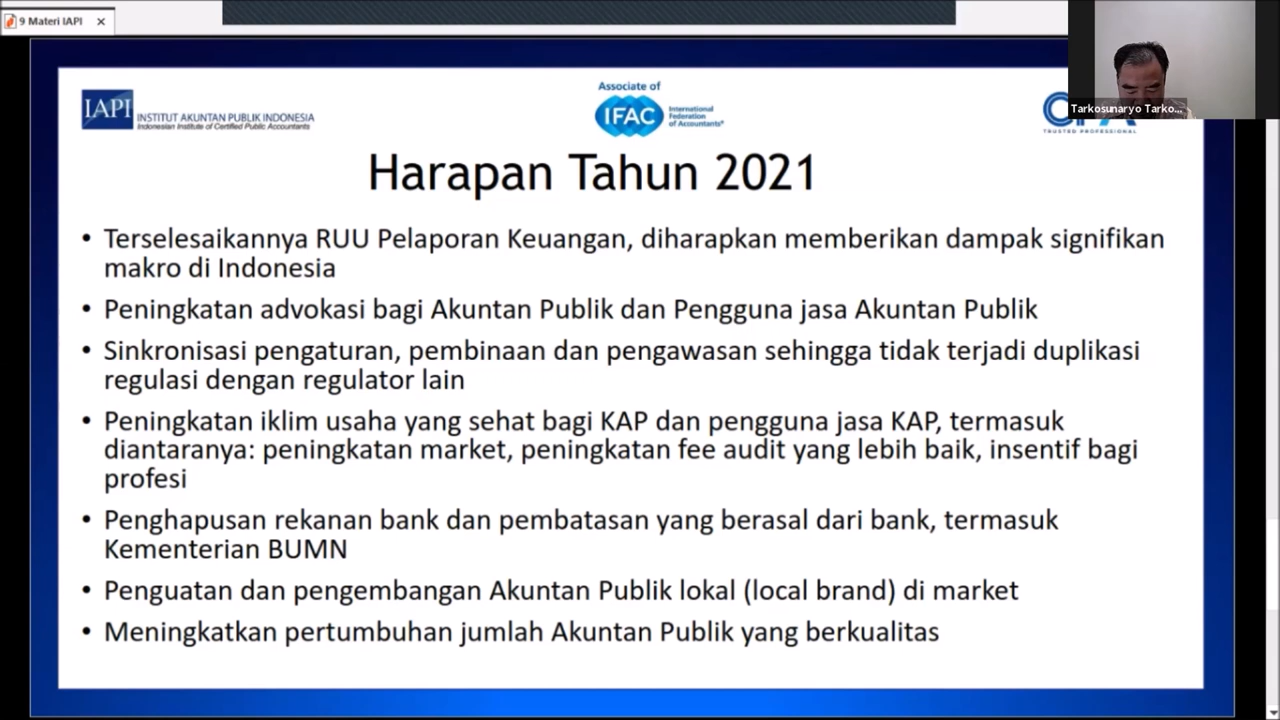 9 Materi IAPI
IAPI INSTITUT AKUNTAN PUBLIK INDONESIA
Indonesian Institute of Certified Public Accountants
Associate of
IFAC
International
Federation
of Accountants®
TRUSTED PROFESSIONAL
Tarkosunaryo Tarko...
Harapan Tahun 2021
• Terselesaikannya RUU Pelaporan Keuangan, diharapkan memberikan dampak signifikan
makro di Indonesia
• Peningkatan advokasi bagi Akuntan Publik dan Pengguna jasa Akuntan Publik
• Sinkronisasi pengaturan, pembinaan dan pengawasan sehingga tidak terjadi duplikasi
regulasi dengan regulator lain
• Peningkatan iklim usaha yang sehat bagi KAP dan pengguna jasa KAP, termasuk
diantaranya: peningkatan market, peningkatan fee audit yang lebih baik, insentif bagi
profesi
• Penghapusan rekanan bank dan pembatasan yang berasal dari bank, termasuk
Kementerian BUMN
• Penguatan dan pengembangan Akuntan Publik lokal (local brand) di market
• Meningkatkan pertumbuhan jumlah Akuntan Publik yang berkualitas